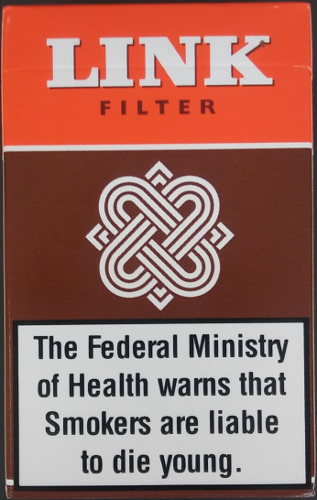 LINK
FILTER
The Federal Ministry
of Health warns that
Smokers are liable
to die young.